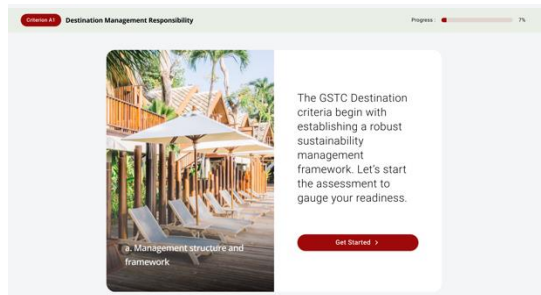 Criterion A1 Destination Management Responsibility
Progress : 7%
The GSTC Destination
criteria begin with
establishing a robust
sustainability
management
framework. Let's start
the assessment to
gauge your readiness.
Get Started >
a. Management structure and
framework